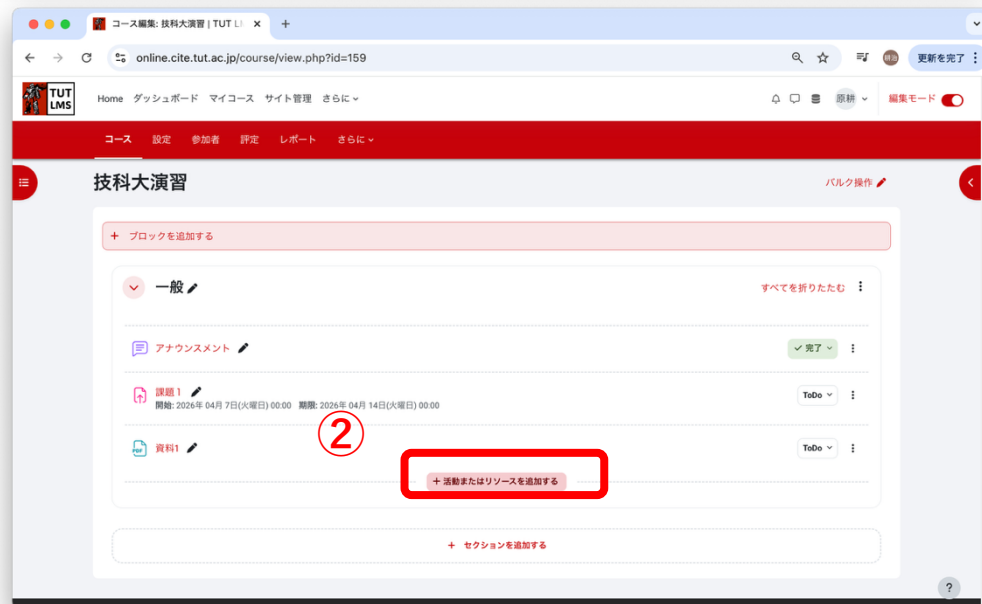 コース編集: 技科大演習 | TUT L
online.cite.tut.ac.jp/course/view.php?id=159
更新を完了
TUT LMS
Home ダッシュボード マイコース サイト管理 さらに
原耕
編集モード
コース 設定 参加者 評定 レポート さらに
技科大演習
バルク操作
+ ブロックを追加する
一般
すべてを折りたたむ
アナウンスメント
✓ 完了
課題 1
ToDo
開始: 2026年 04月 7日(火曜日) 00:00 期限: 2026年 04月 14日(火曜日) 00:00
②
PDF
資料1
ToDo
+ 活動またはリソースを追加する
+ セクションを追加する
?